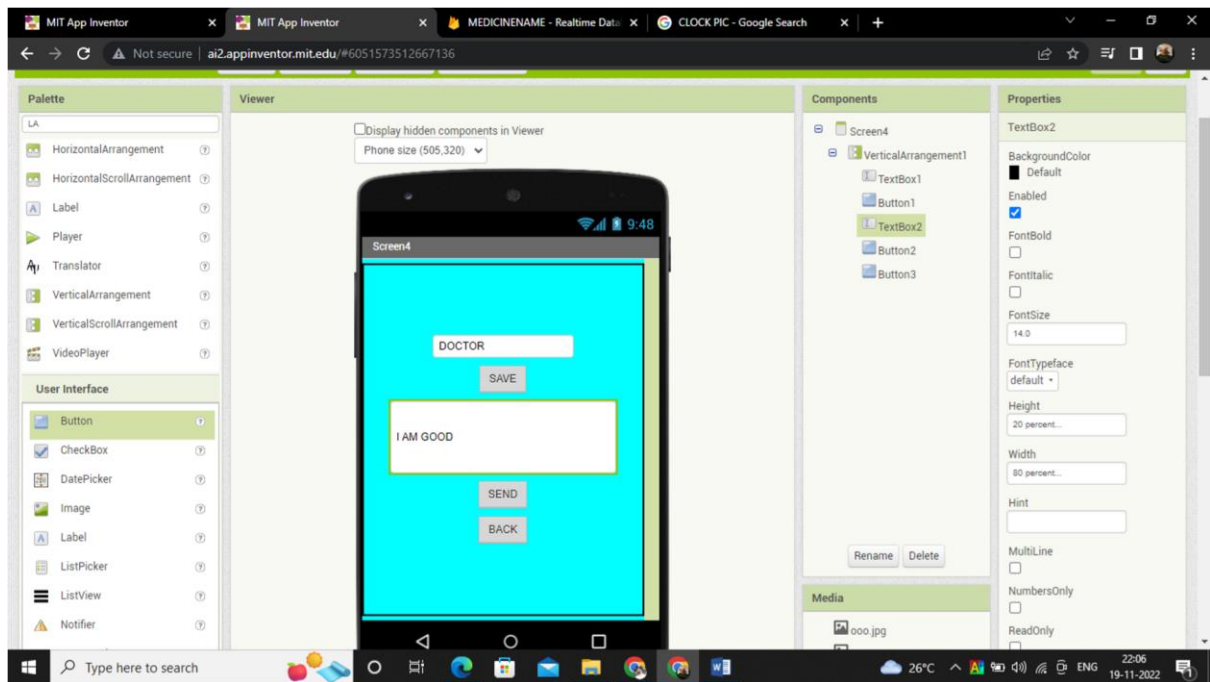 MIT App Inventor
MIT App Inventor
MEDICINENAME - Realtime Data
CLOCK PIC - Google Search
Not secure | ai2.appinventor.mit.edu/#6051573512667136
Palette
Viewer
Components
Properties
LA
HorizontalArrangement
HorizontalScrollArrangement
Label
Player
Translator
VerticalArrangement
VerticalScrollArrangement
VideoPlayer
User Interface
Button
CheckBox
DatePicker
Image
Label
ListPicker
ListView
Notifier
Display hidden components in Viewer
Phone size (505,320)
9:48
Screen4
DOCTOR
SAVE
I AM GOOD
SEND
BACK
Screen4
VerticalArrangement1
TextBox1
Button1
TextBox2
Button2
Button3
Rename Delete
Media
ooo.jpg
TextBox2
BackgroundColor
Default
Enabled
FontBold
FontItalic
FontSize
14.0
FontTypeface
default
Height
20 percent...
Width
80 percent...
Hint
MultiLine
NumbersOnly
ReadOnly
Type here to search
26°C
ENG
22:06
19-11-2022